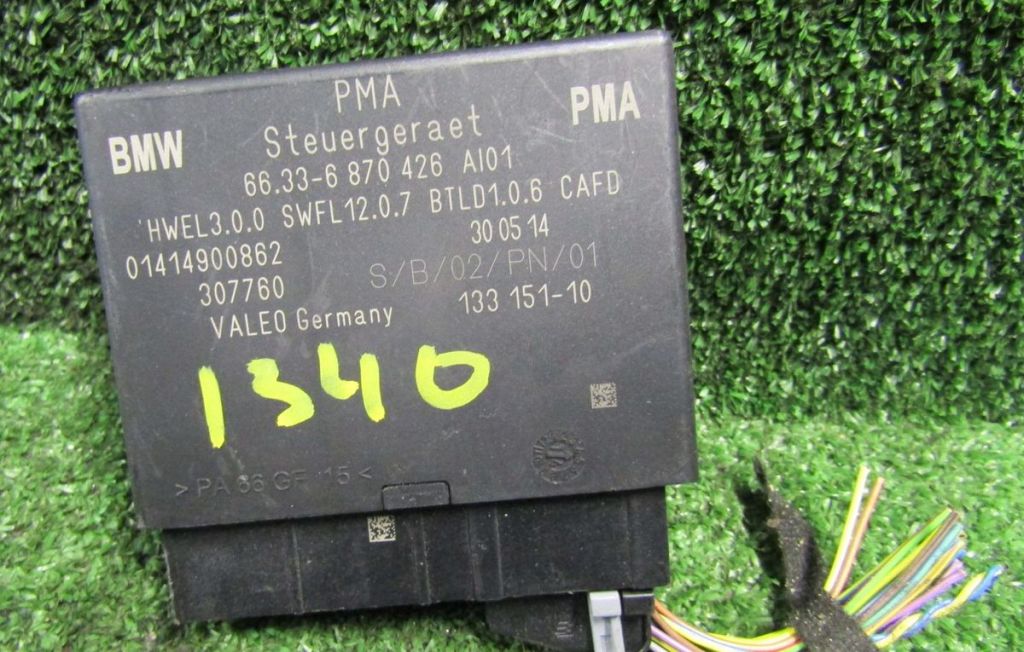 PMA
BMW
PMA
Steuergeraet
66.33-6 870 426 AI01
HWEL3.0.0 SWFL12.0.7 BTLD1.0.6 CAFD
01414900862 30 05 14
307760 S/B/02/PN/01
VALEO Germany 133 151-10
1340
>PA 66 GF 15<